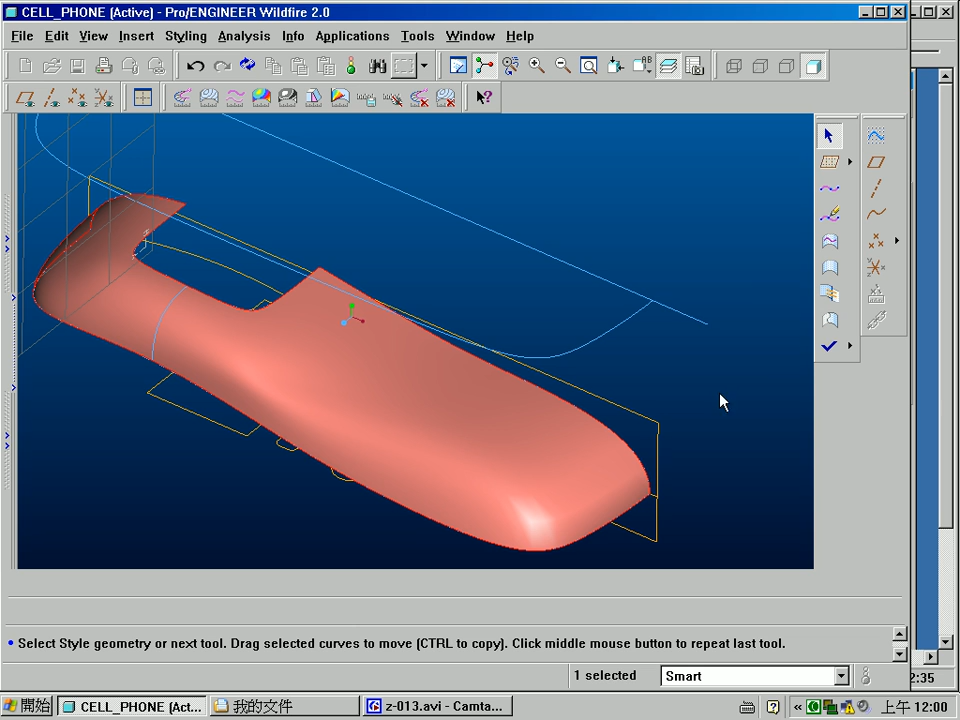 CELL_PHONE (Active) - Pro/ENGINEER Wildfire 2.0
File Edit View Insert Styling Analysis Info Applications Tools Window Help
Select Style geometry or next tool. Drag selected curves to move (CTRL to copy). Click middle mouse button to repeat last tool.
1 selected Smart
2:35
開始 CELL_PHONE (Act... 我的文件 z-013.avi - Camta... « 上午 12:00